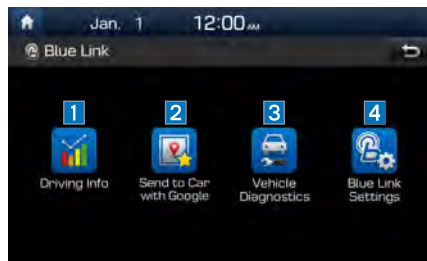 Jan. 1 12:00 AM
Blue Link
1 2 3 4
Driving Info
Send to Car
with Google
Vehicle
Diagnostics
Blue Link
Settings